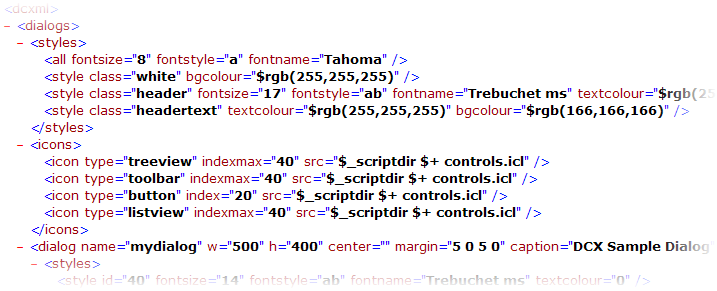 <dcxml>
- <dialogs>
- <styles>
<all fontsize="8" fontstyle="a" fontname="Tahoma" />
<style class="white" bgcolour="$rgb(255,255,255)" />
<style class="header" fontsize="17" fontstyle="ab" fontname="Trebuchet ms" textcolour="$rgb(25
<style class="headertext" textcolour="$rgb(255,255,255)" bgcolour="$rgb(166,166,166)" />
</styles>
- <icons>
<icon type="treeview" indexmax="40" src="$_scriptdir $+ controls.icl" />
<icon type="toolbar" indexmax="40" src="$_scriptdir $+ controls.icl" />
<icon type="button" index="20" src="$_scriptdir $+ controls.icl" />
<icon type="listview" indexmax="40" src="$_scriptdir $+ controls.icl" />
</icons>
- <dialog name="mydialog" w="500" h="400" center="" margin="5 0 5 0" caption="DCX Sample Dialog"
- <styles>
<style id="40" fontsize="14" fontstyle="ab" fontname="Trebuchet ms" textcolour="0" />